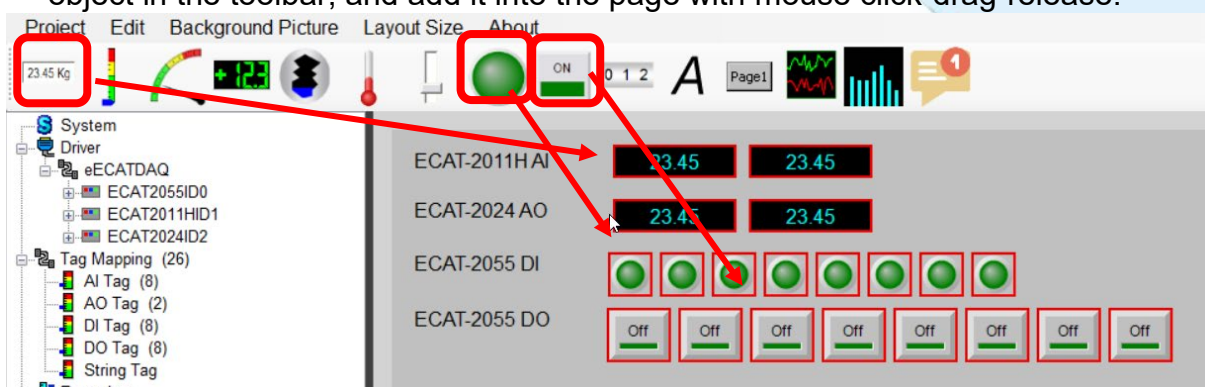 object in the toolbar, and add it into the page with mouse click-drag-release.
Project Edit Background Picture Layout Size About
23.45 Kg +12.3 ON 0 1 2 A Page1 1
System
Driver
eECATDAQ
ECAT2055ID0
ECAT2011HID1
ECAT2024ID2
Tag Mapping (26)
AI Tag (8)
AO Tag (2)
DI Tag (8)
DO Tag (8)
String Tag
ECAT-2011H AI 23.45 23.45
ECAT-2024 AO 23.45 23.45
ECAT-2055 DI
ECAT-2055 DO Off Off Off Off Off Off Off Off